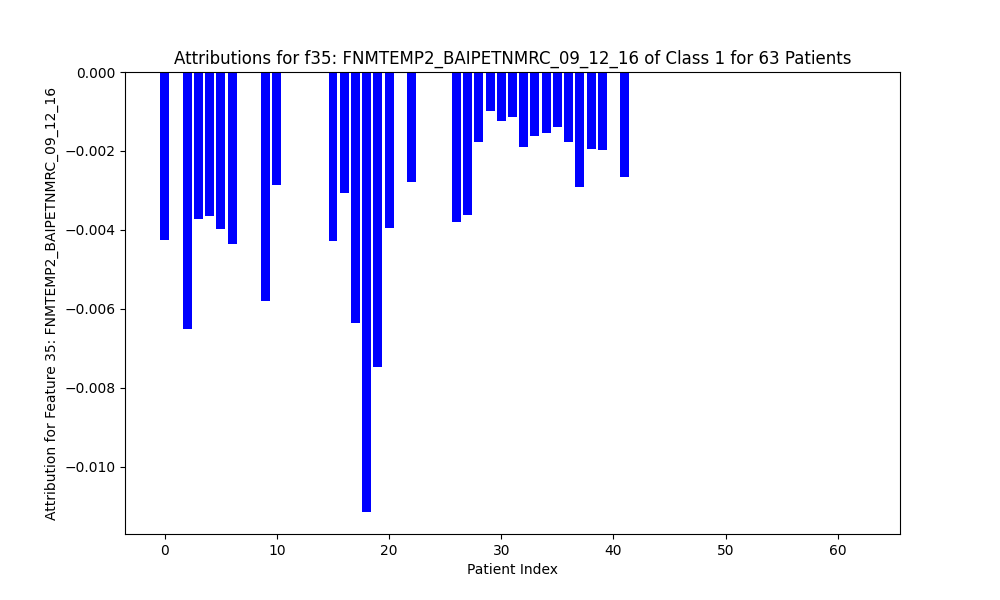 Attributions for f35: FNMTEMP2_BAIPETNMRC_09_12_16 of Class 1 for 63 Patients
Attribution for Feature 35: FNMTEMP2_BAIPETNMRC_09_12_16
0.000
−0.002
−0.004
−0.006
−0.008
−0.010
0 10 20 30 40 50 60
Patient Index